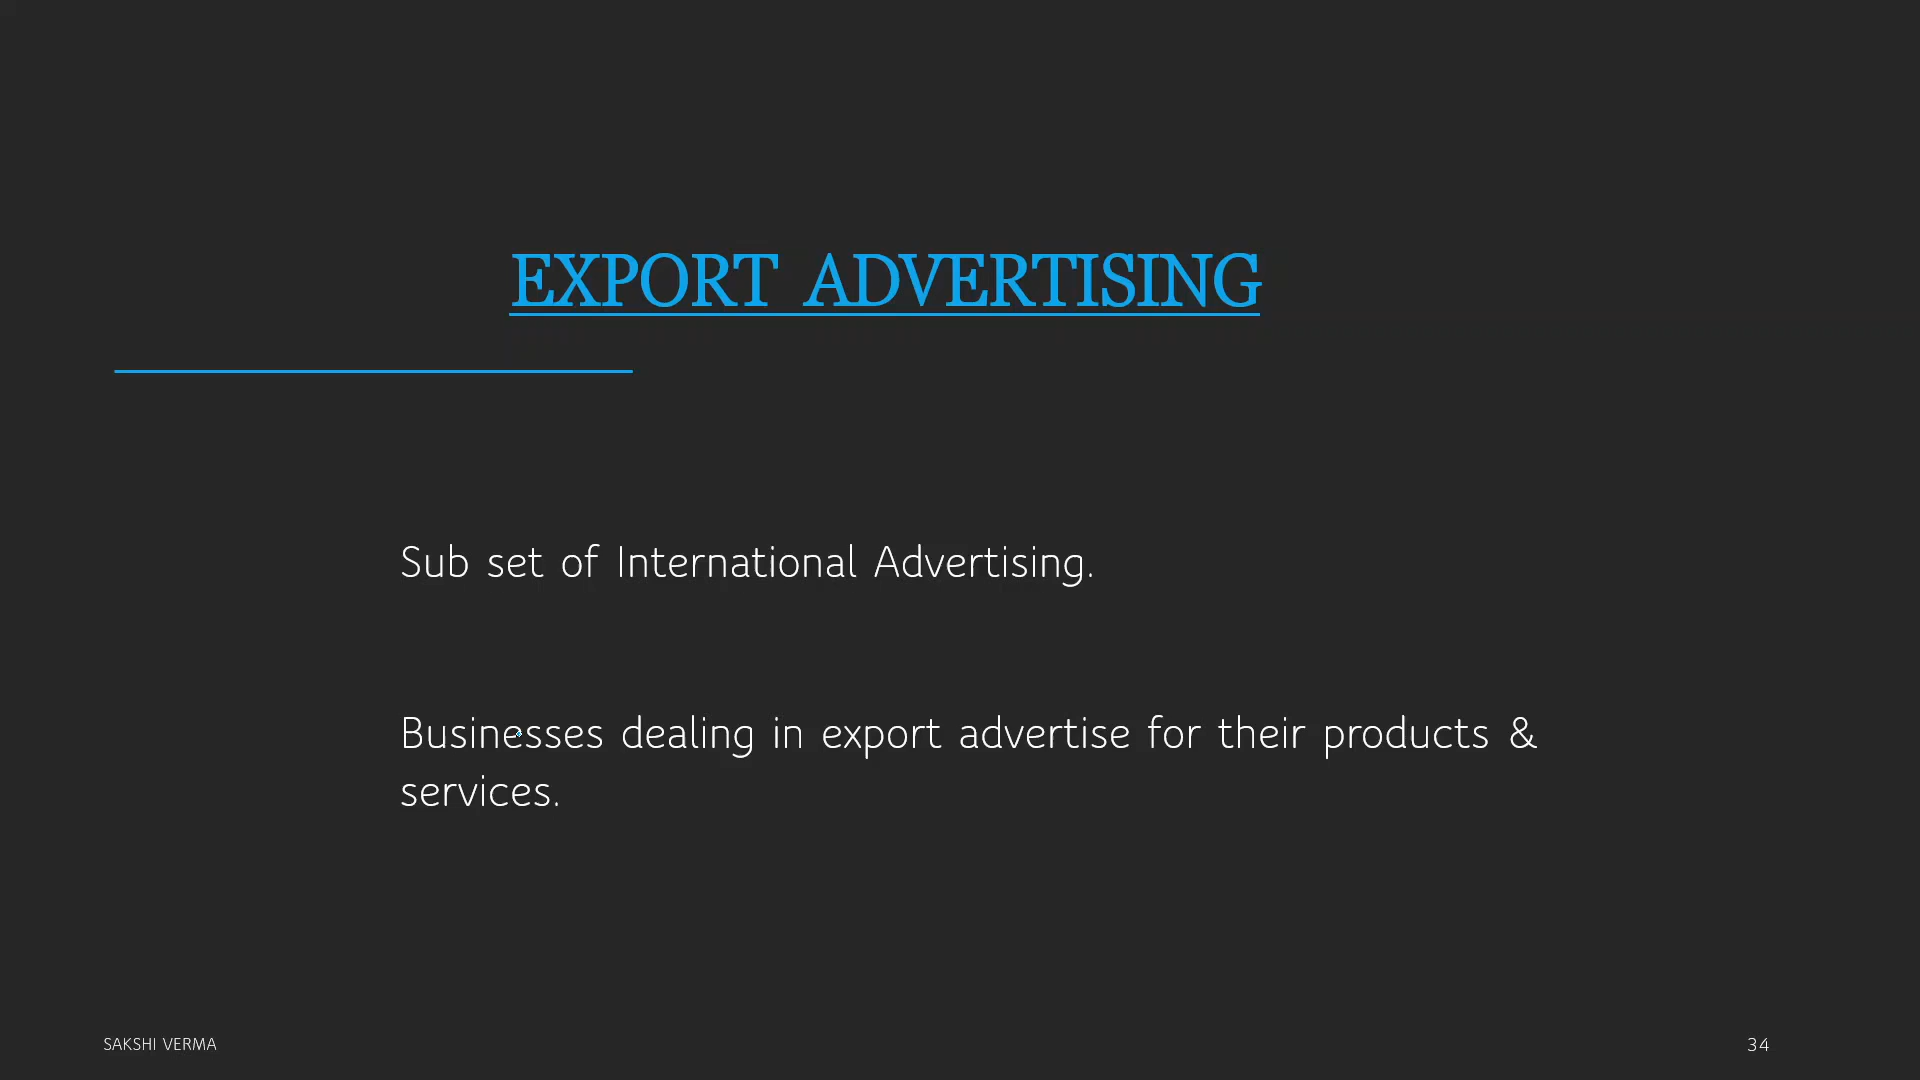 EXPORT ADVERTISING
Sub set of International Advertising.
Businesses dealing in export advertise for their products &
services.
SAKSHI VERMA
34